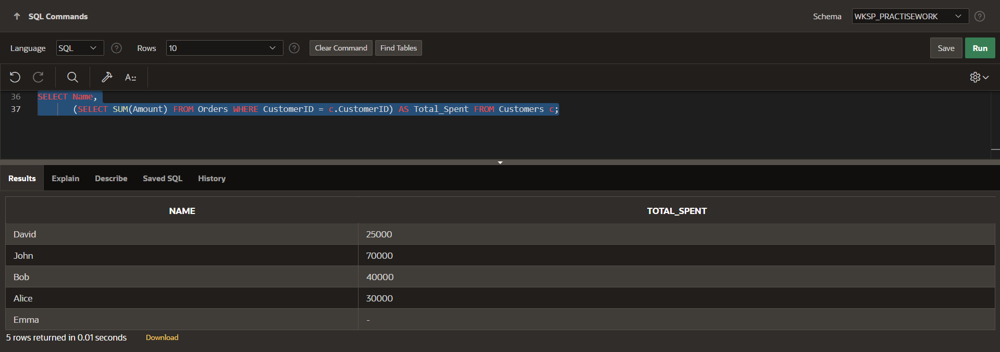 SQL Commands
Schema WKSP_PRACTISEWORK ?
Language SQL ? Rows 10 ? Clear Command Find Tables Save Run
A::
36 SELECT Name,
37 (SELECT SUM(Amount) FROM Orders WHERE CustomerID = c.CustomerID) AS Total_Spent FROM Customers c;
Results Explain Describe Saved SQL History
NAME TOTAL_SPENT
David 25000
John 70000
Bob 40000
Alice 30000
Emma -
5 rows returned in 0.01 seconds Download